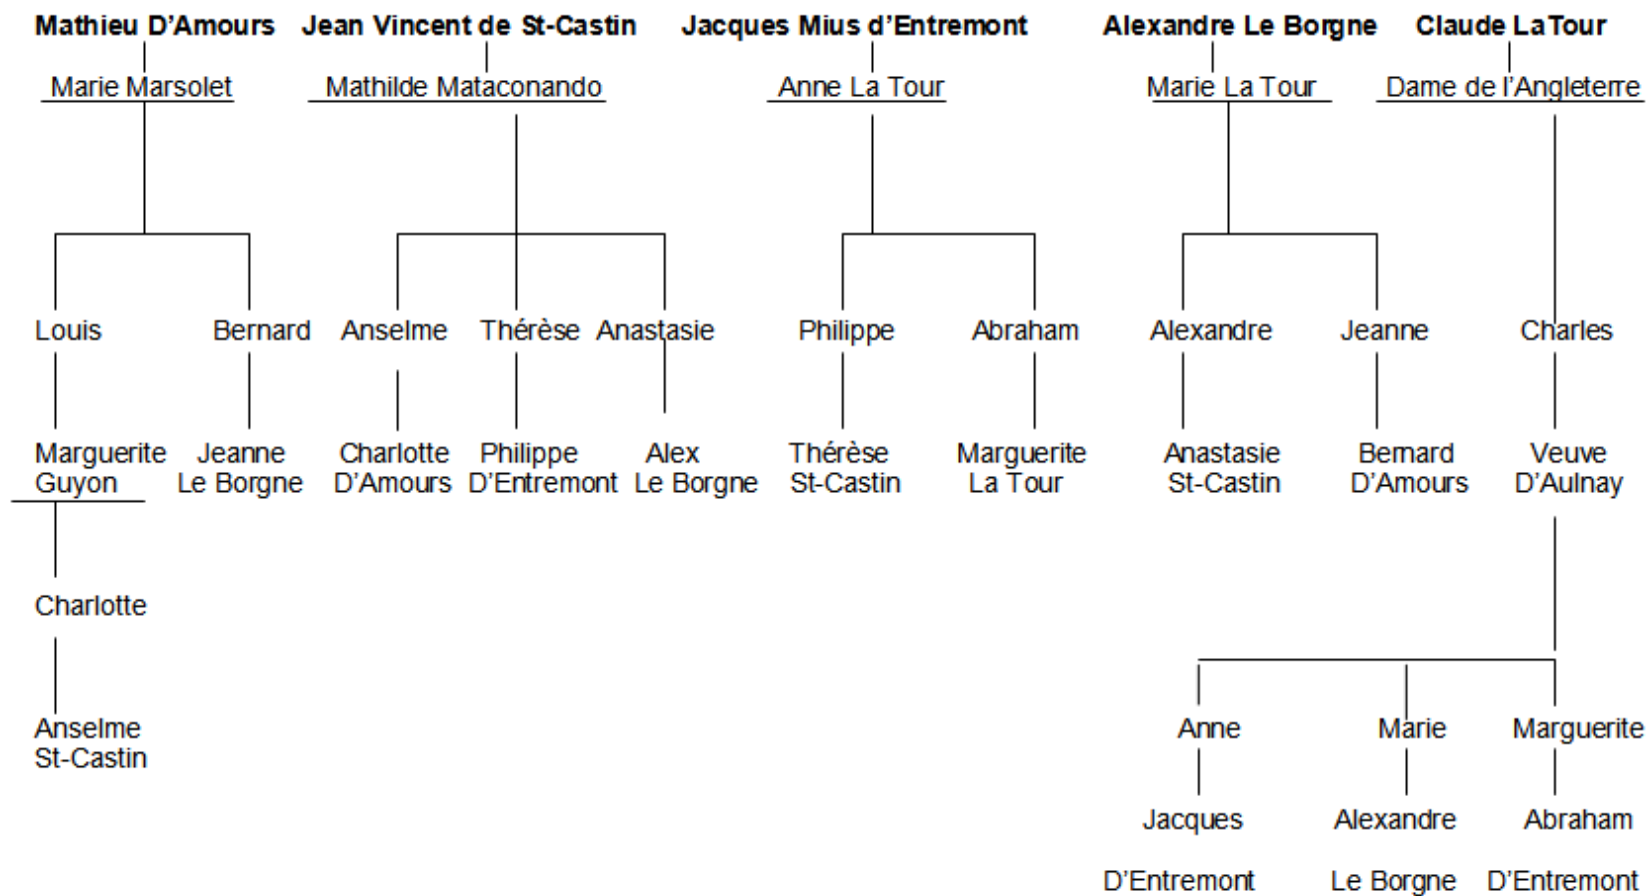 Mathieu D'Amours Jean Vincent de St-Castin Jacques Mius d'Entremont Alexandre Le Borgne Claude La Tour
Marie Marsolet Mathilde Mataconando Anne La Tour Marie La Tour Dame de l'Angleterre
Louis Bernard Anselme Thérèse Anastasie Philippe Abraham Alexandre Jeanne Charles
Marguerite Jeanne Charlotte Philippe Alex Thérèse Marguerite Anastasie Bernard Veuve
Guyon Le Borgne D'Amours D'Entremont Le Borgne St-Castin La Tour St-Castin D'Amours D'Aulnay
Charlotte
Anselme Anne Marie Marguerite
St-Castin
Jacques Alexandre Abraham
D'Entremont Le Borgne D'Entremont